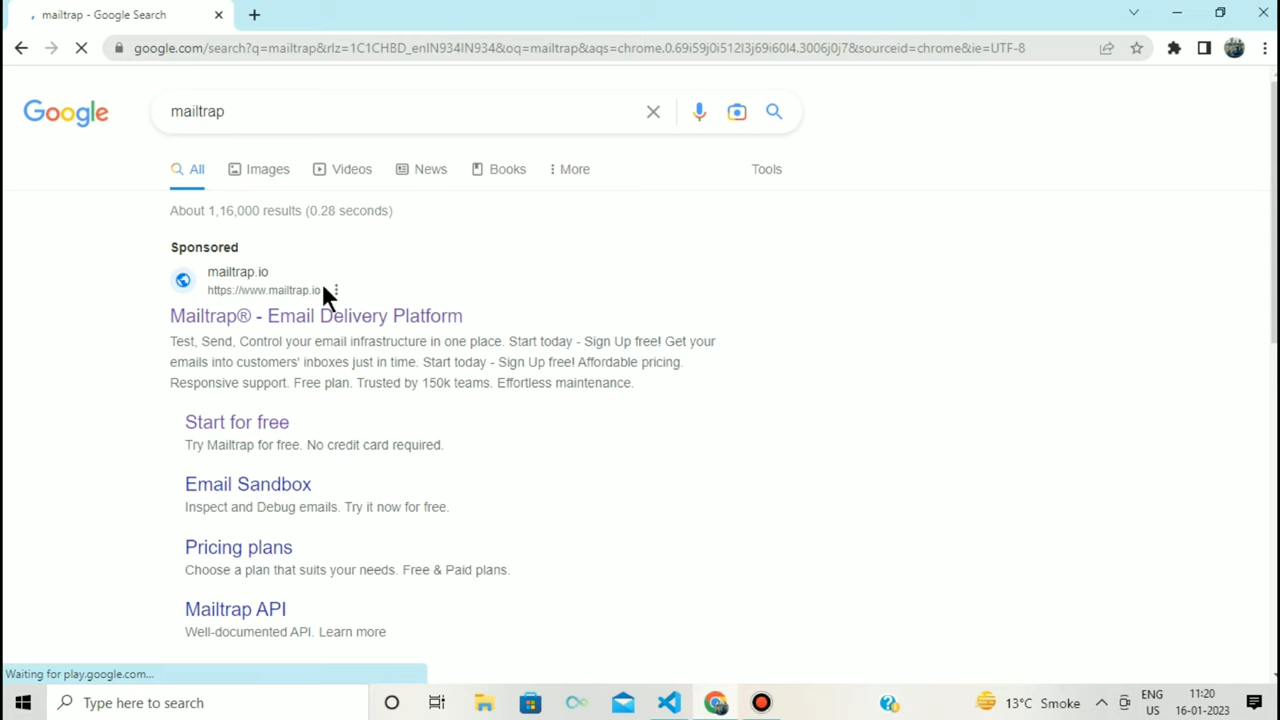 mailtrap - Google Search
google.com/search?q=mailtrap&rlz=1C1CHBD_enIN934IN934&oq=mailtrap&aqs=chrome.0.69i59j0i512l3j69i60l4.3006j0j7&sourceid=chrome&ie=UTF-8
Google
mailtrap
All
Images
Videos
News
Books
More
Tools
About 1,16,000 results (0.28 seconds)
Sponsored
mailtrap.io
https://www.mailtrap.io
Mailtrap® - Email Delivery Platform
Test, Send, Control your email infrastructure in one place. Start today - Sign Up free! Get your
emails into customers' inboxes just in time. Start today - Sign Up free! Affordable pricing.
Responsive support. Free plan. Trusted by 150k teams. Effortless maintenance.
Start for free
Try Mailtrap for free. No credit card required.
Email Sandbox
Inspect and Debug emails. Try it now for free.
Pricing plans
Choose a plan that suits your needs. Free & Paid plans.
Mailtrap API
Well-documented API. Learn more
Waiting for play.google.com...
Type here to search
13°C Smoke
ENG
US
11:20
16-01-2023